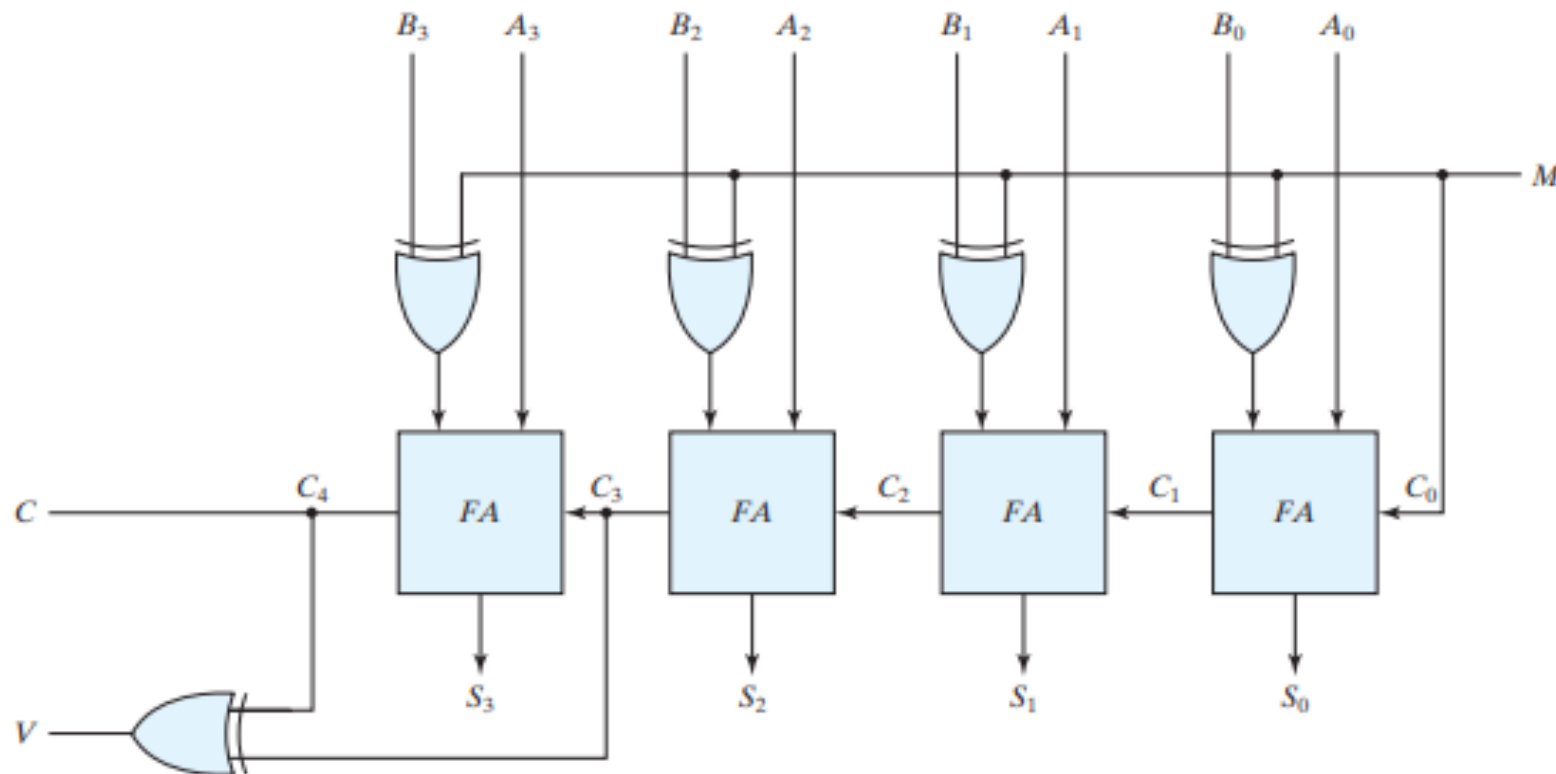 B₃ A₃ B₂ A₂ B₁ A₁ B₀ A₀
M
C C₄ FA C₃ FA C₂ FA C₁ FA C₀
S₃ S₂ S₁ S₀
V